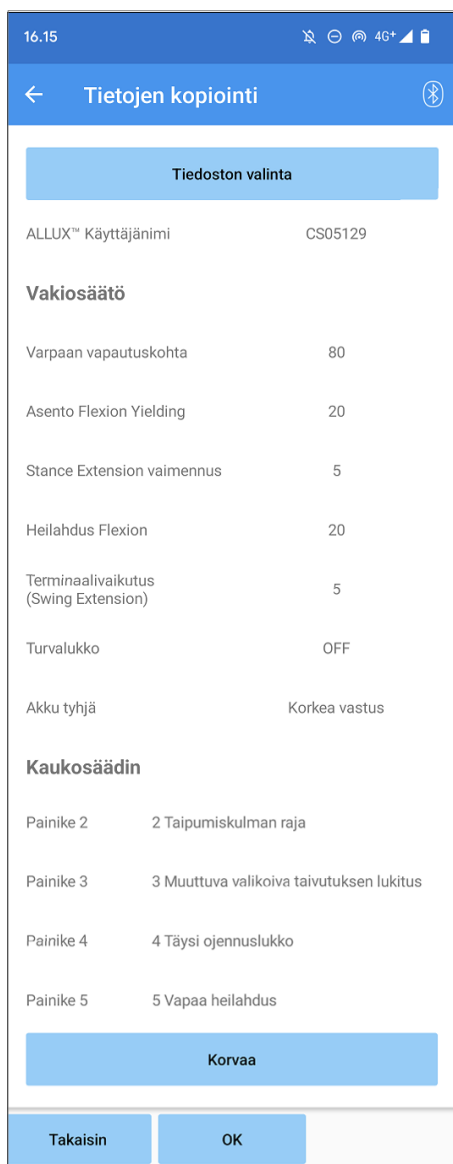 16.15 4G+
Tietojen kopiointi
Tiedoston valinta
ALLUX™ Käyttäjänimi CS05129
Vakiosäätö
Varpaan vapautuskohta 80
Asento Flexion Yielding 20
Stance Extension vaimennus 5
Heilahdus Flexion 20
Terminaalivaikutus
(Swing Extension) 5
Turvalukko OFF
Akku tyhjä Korkea vastus
Kaukosäädin
Painike 2 2 Taipumiskulman raja
Painike 3 3 Muuttuva valikoiva taivutuksen lukitus
Painike 4 4 Täysi ojennuslukko
Painike 5 5 Vapaa heilahdus
Korvaa
Takaisin OK